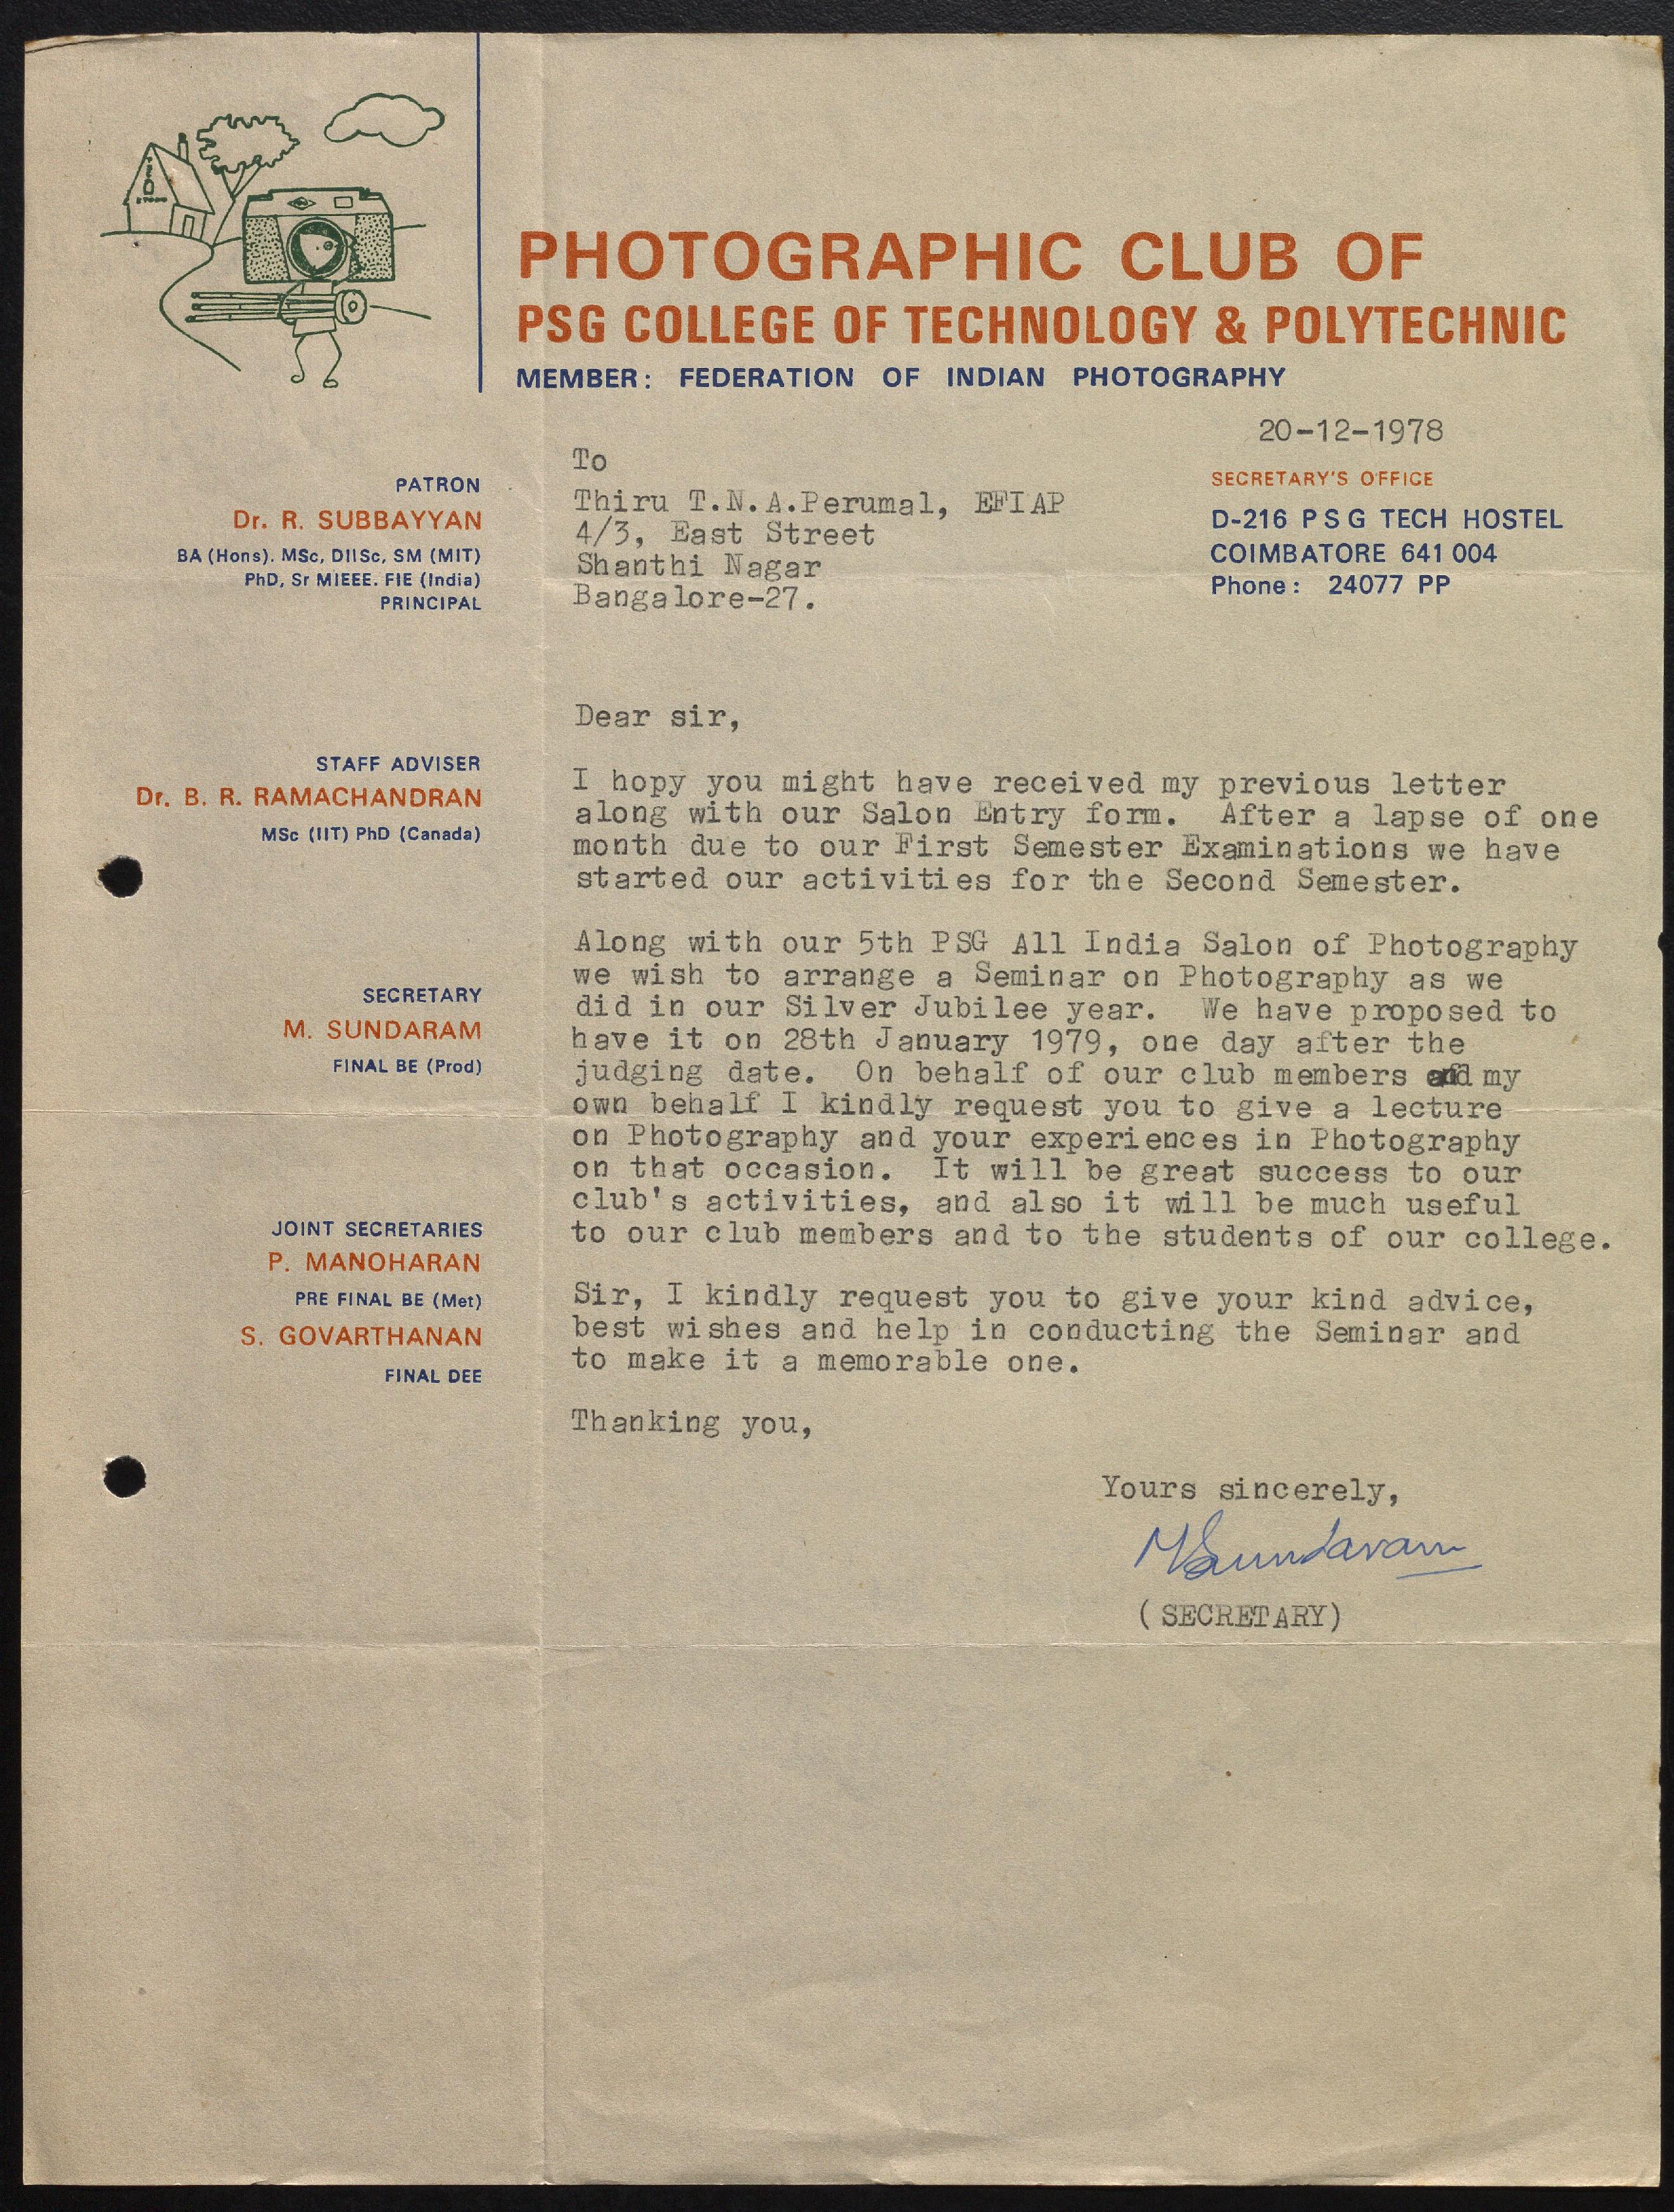 PHOTOGRAPHIC CLUB OF
PSG COLLEGE OF TECHNOLOGY & POLYTECHNIC
MEMBER: FEDERATION OF INDIAN PHOTOGRAPHY
20-12-1978
SECRETARY'S OFFICE
D-216 P S G TECH HOSTEL
COIMBATORE 641 004
Phone: 24077 PP
PATRON
Dr. R. SUBBAYYAN
BA (Hons). MSc, DIISc, SM (MIT)
PhD, Sr MIEEE. FIE (India)
PRINCIPAL
STAFF ADVISER
Dr. B. R. RAMACHANDRAN
MSc (IIT) PhD (Canada)
SECRETARY
M. SUNDARAM
FINAL BE (Prod)
JOINT SECRETARIES
P. MANOHARAN
PRE FINAL BE (Met)
S. GOVARTHANAN
FINAL DEE
To
Thiru T.N.A.Perumal, EFIAP
4/3, East Street
Shanthi Nagar
Bangalore-27.
Dear sir,
I hopy you might have received my previous letter
along with our Salon Entry form. After a lapse of one
month due to our First Semester Examinations we have
started our activities for the Second Semester.
Along with our 5th PSG All India Salon of Photography
we wish to arrange a Seminar on Photography as we
did in our Silver Jubilee year. We have proposed to
have it on 28th January 1979, one day after the
judging date. On behalf of our club members and my
own behalf I kindly request you to give a lecture
on Photography and your experiences in Photography
on that occasion. It will be great success to our
club's activities, and also it will be much useful
to our club members and to the students of our college.
Sir, I kindly request you to give your kind advice,
best wishes and help in conducting the Seminar and
to make it a memorable one.
Thanking you,
Yours sincerely,
MSundaram
(SECRETARY)